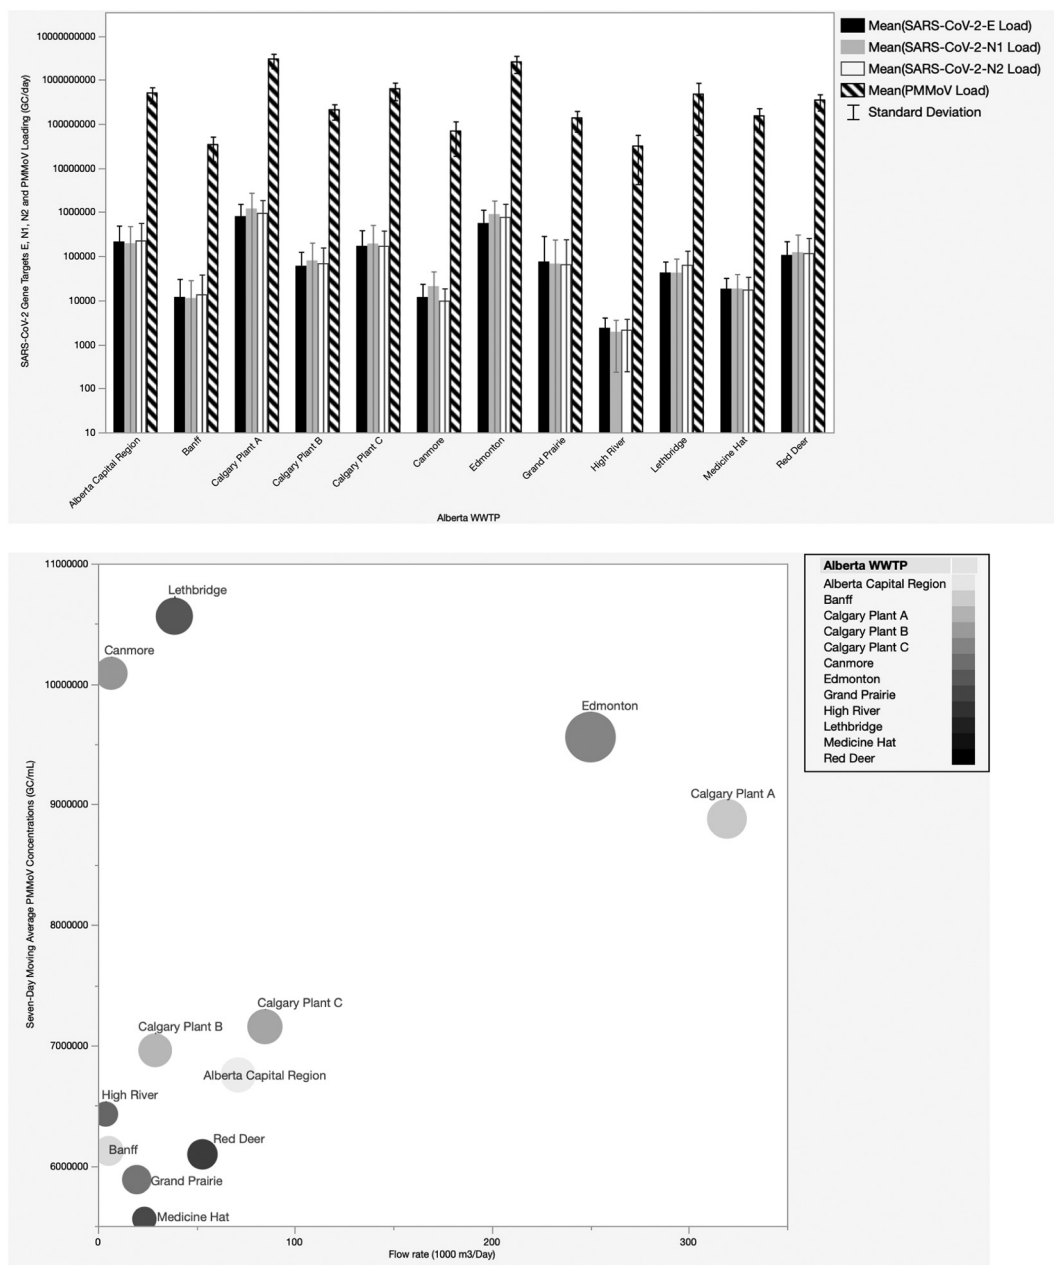 SARS-CoV-2 Gene Targets E, N1, N2 and PMMoV Loading (GC/day)
10000000000
1000000000
100000000
10000000
1000000
100000
10000
1000
100
10
Alberta Capital Region
Banff
Calgary Plant A
Calgary Plant B
Calgary Plant C
Canmore
Edmonton
Grand Prairie
High River
Lethbridge
Medicine Hat
Red Deer
Alberta WWTP
Mean(SARS-CoV-2-E Load)
Mean(SARS-CoV-2-N1 Load)
Mean(SARS-CoV-2-N2 Load)
Mean(PMMoV Load)
Standard Deviation
Seven-Day Moving Average PMMoV Concentrations (GC/mL)
11000000
10000000
9000000
8000000
7000000
6000000
Lethbridge
Canmore
Edmonton
Calgary Plant A
Calgary Plant C
Calgary Plant B
Alberta Capital Region
High River
Red Deer
Banff
Grand Prairie
Medicine Hat
0
100
200
300
Flow rate (1000 m3/Day)
Alberta WWTP
Alberta Capital Region
Banff
Calgary Plant A
Calgary Plant B
Calgary Plant C
Canmore
Edmonton
Grand Prairie
High River
Lethbridge
Medicine Hat
Red Deer